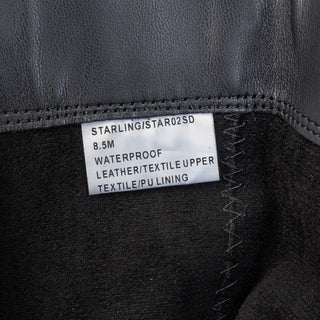 STARLING/STAR02SD
8.5M
WATERPROOF
LEATHER/TEXTILE UPPER
TEXTILE/PU LINING